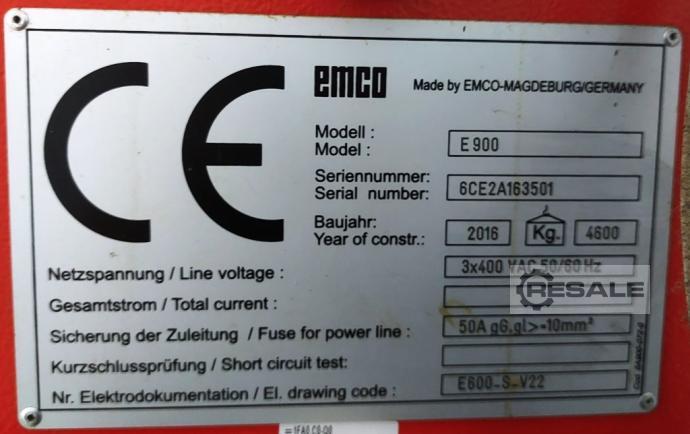 CE
emco
Made by EMCO-MAGDEBURG/GERMANY
Modell :
Model :
E 900
Seriennummer:
Serial number:
6CE2A163501
Baujahr:
Year of constr.:
2016
Kg.
4600
Netzspannung / Line voltage :
3x400 VAC 50/60 Hz
Gesamtstrom / Total current :
RESALE
Sicherung der Zuleitung / Fuse for power line :
50A gG.gl>-10mm²
Kurzschlussprüfung / Short circuit test:
Nr. Elektrodokumentation / El. drawing code :
E600-S-V22